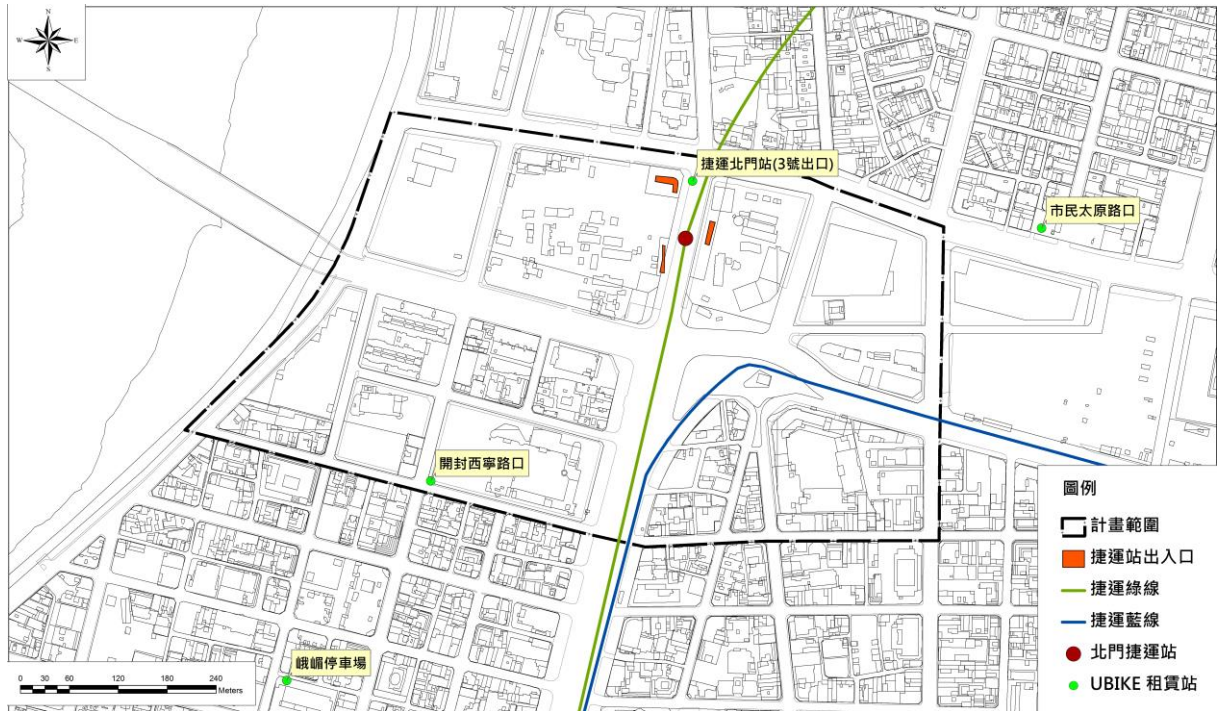 N
W
E
S
捷運北門站(3號出口)
市民太原路口
開封西寧路口
峨嵋停車場
圖例
計畫範圍
捷運站出入口
捷運綠線
捷運藍線
北門捷運站
UBIKE 租賃站
0 30 60 120 180 240
Meters